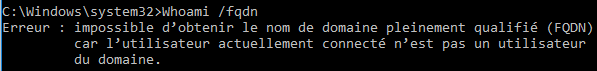 C:\Windows\system32>Whoami /fqdn
Erreur : impossible d’obtenir le nom de domaine pleinement qualifié (FQDN)
car l’utilisateur actuellement connecté n’est pas un utilisateur
du domaine.